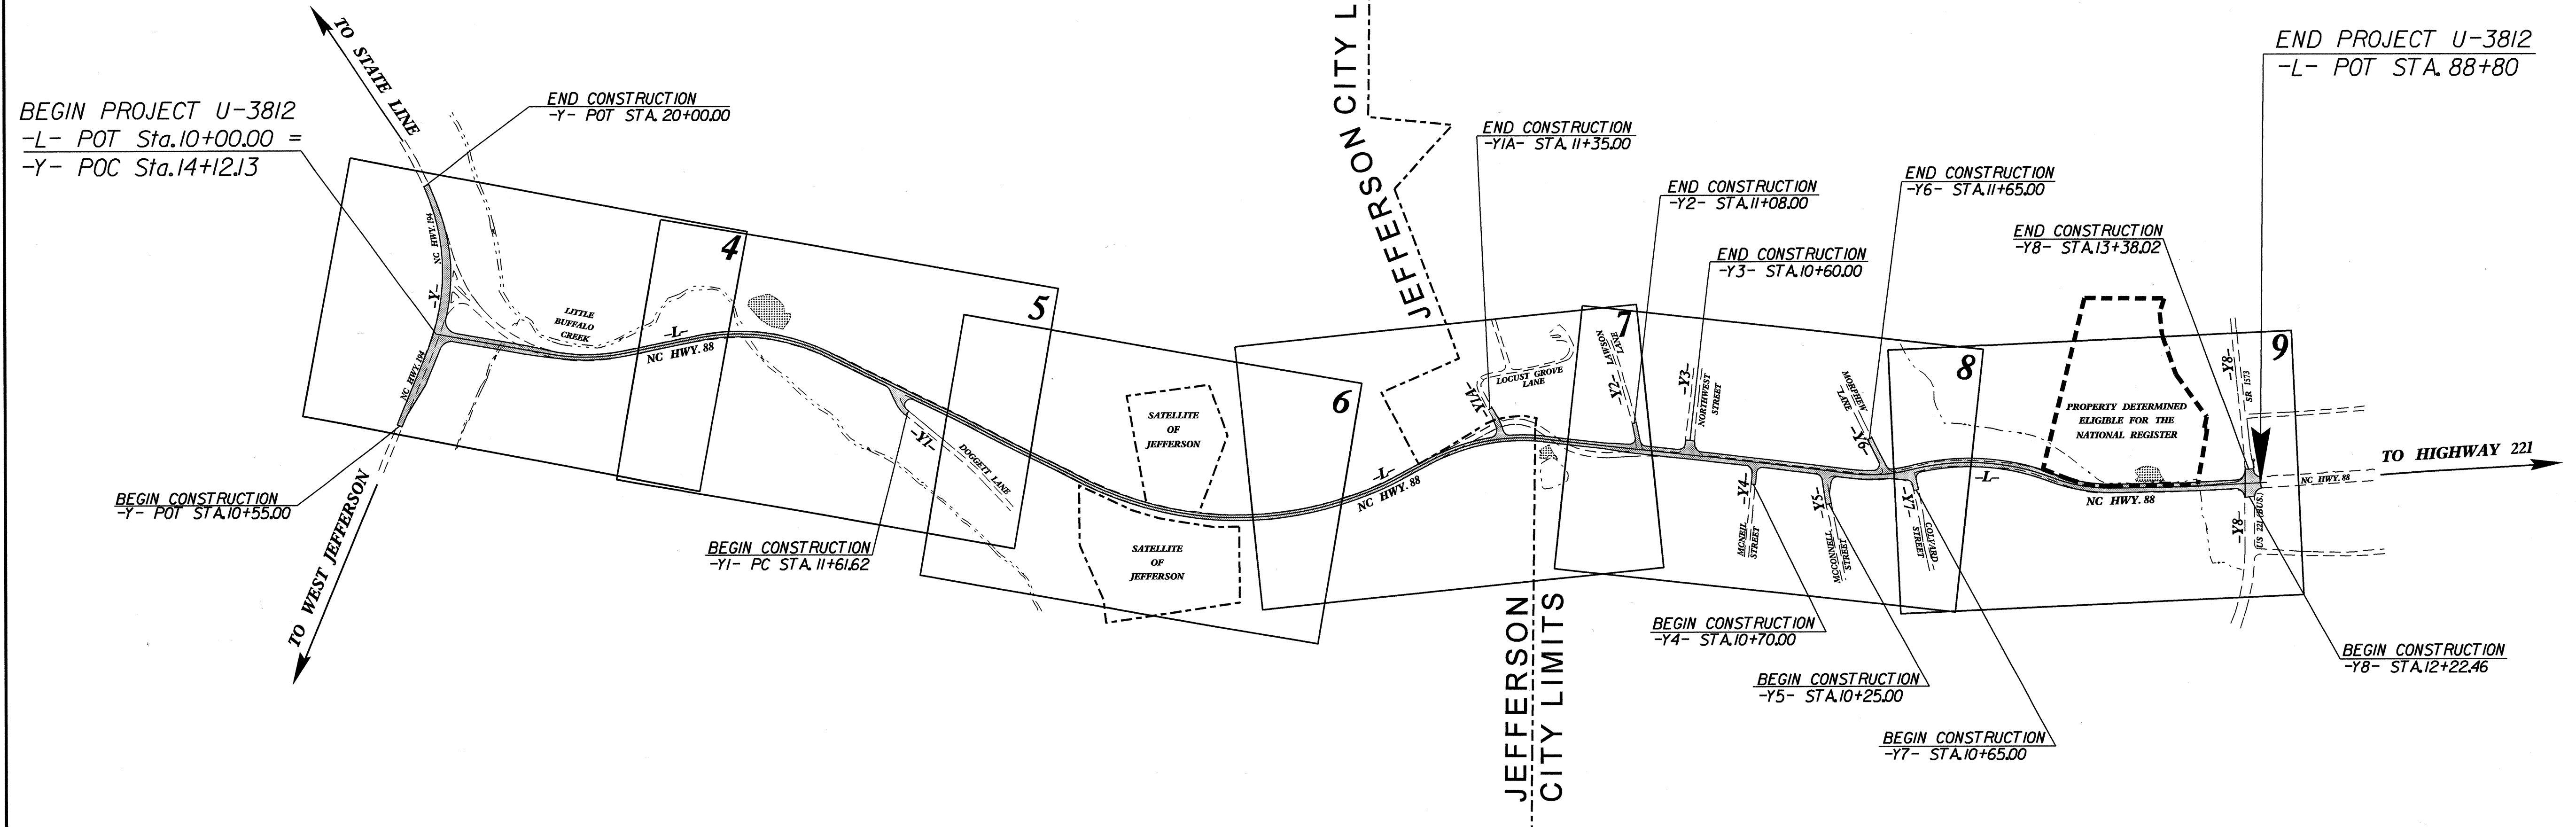 TO STATE LINE
BEGIN PROJECT U-3812
-L- POT Sta.10+00.00 =
-Y- POC Sta.14+12.13
END CONSTRUCTION
-Y- POT STA. 20+00.00
NC HWY. 194
-Y-
NC HWY. 194
BEGIN CONSTRUCTION
-Y- POT STA.10+55.00
TO WEST JEFFERSON
LITTLE
BUFFALO
CREEK
4
-L-
NC HWY. 88
5
-Y1-
DOGGETT LANE
BEGIN CONSTRUCTION
-Y1- PC STA. 11+61.62
SATELLITE
OF
JEFFERSON
SATELLITE
OF
JEFFERSON
6
JEFFERSON CITY L
-L-
NC HWY. 88
END CONSTRUCTION
-Y1A- STA. 11+35.00
-Y1A-
LOCUST GROVE
LANE
JEFFERSON
CITY LIMITS
7
LAWSON
LANE
-Y2-
END CONSTRUCTION
-Y2- STA.11+08.00
END CONSTRUCTION
-Y3- STA.10+60.00
-Y3-
NORTHWEST
STREET
-Y4-
MCNEIL
STREET
BEGIN CONSTRUCTION
-Y4- STA.10+70.00
-Y5-
MCCONNELL
STREET
BEGIN CONSTRUCTION
-Y5- STA.10+25.00
END CONSTRUCTION
-Y6- STA.11+65.00
MORPHEW
LANE
-Y6-
-Y7-
COLVARD
STREET
BEGIN CONSTRUCTION
-Y7- STA.10+65.00
8
-L-
NC HWY. 88
PROPERTY DETERMINED
ELIGIBLE FOR THE
NATIONAL REGISTER
END CONSTRUCTION
-Y8- STA.13+38.02
END PROJECT U-3812
-L- POT STA. 88+80
-Y8-
SR 1573
9
TO HIGHWAY 221
NC HWY. 88
-Y8-
US 221 (BUS.)
BEGIN CONSTRUCTION
-Y8- STA.12+22.46